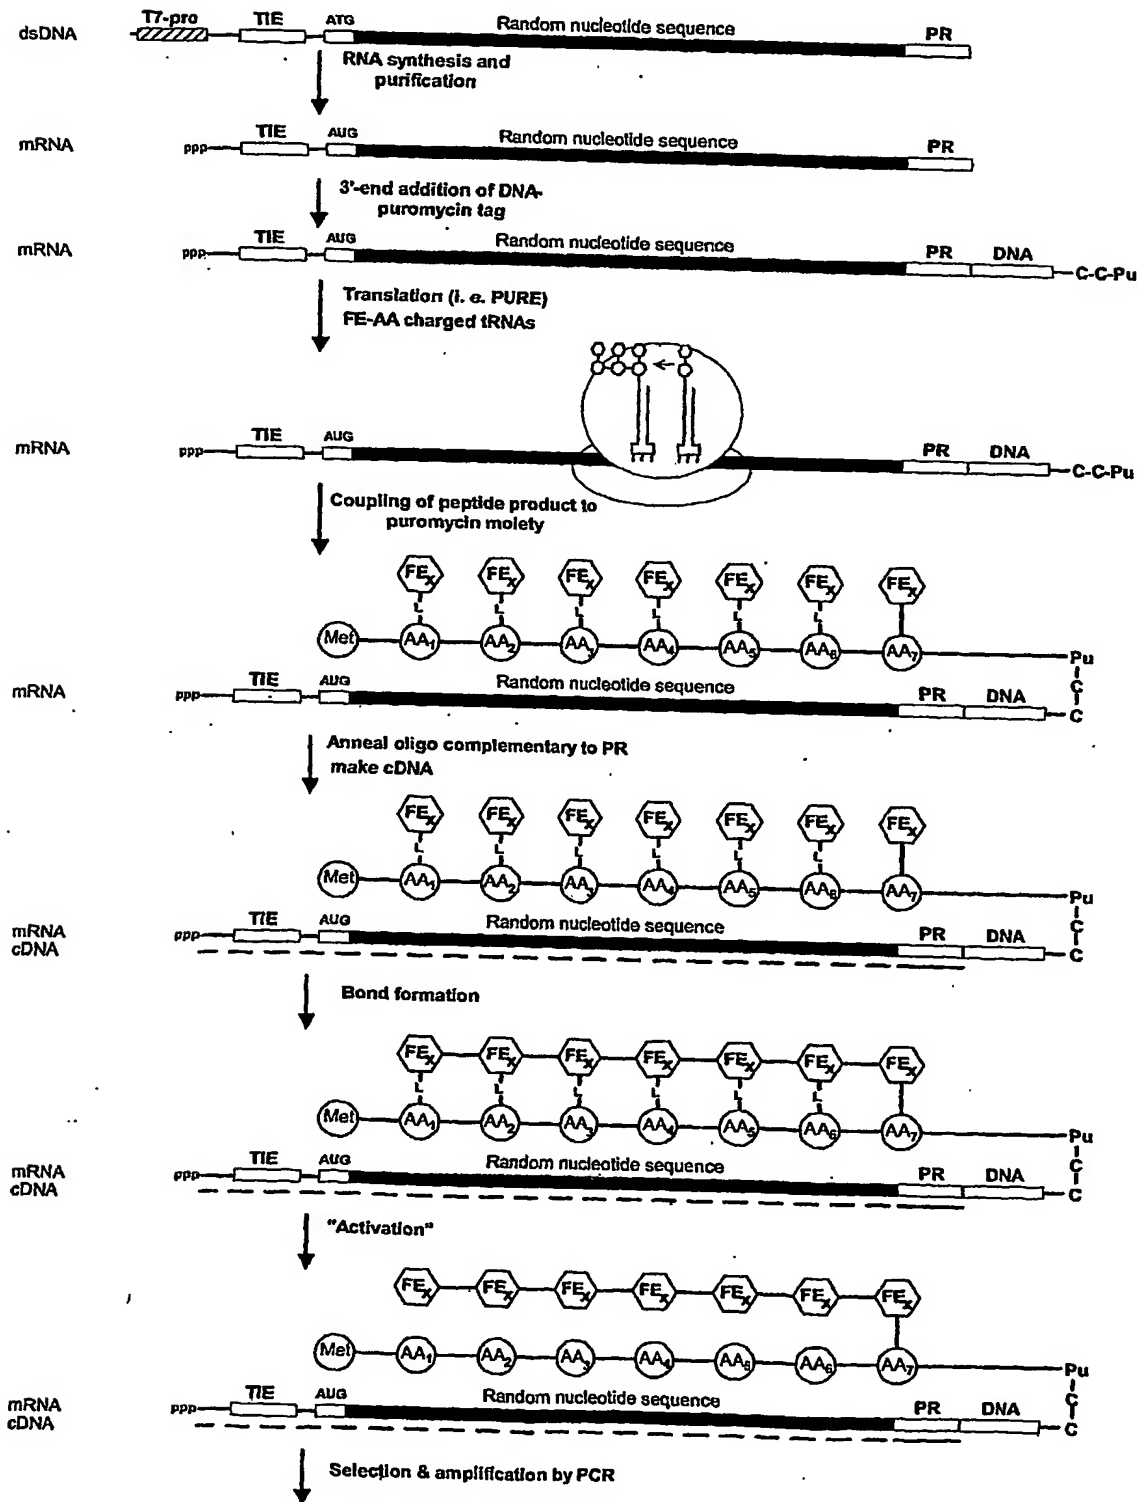 T7-pro TIE ATG Random nucleotide sequence PR
dsDNA
RNA synthesis and
purification
TIE AUG Random nucleotide sequence PR
mRNA ppp
3'-end addition of DNA-
puromycin tag
TIE AUG Random nucleotide sequence PR DNA
mRNA ppp C-C-Pu
Translation (i. e. PURE)
FE-AA charged tRNAs
TIE AUG PR DNA
mRNA ppp C-C-Pu
Coupling of peptide product to
puromycin moiety
FEX FEX FEX FEX FEX FEX FEX
L L L L L L
Met AA1 AA2 AA3 AA4 AA5 AA6 AA7 Pu
C
C
TIE AUG Random nucleotide sequence PR DNA
mRNA ppp
Anneal oligo complementary to PR
make cDNA
FEX FEX FEX FEX FEX FEX FEX
L L L L L L
Met AA1 AA2 AA3 AA4 AA5 AA6 AA7 Pu
C
C
TIE AUG Random nucleotide sequence PR DNA
mRNA ppp
cDNA
Bond formation
FEX FEX FEX FEX FEX FEX FEX
L L L L L L
Met AA1 AA2 AA3 AA4 AA5 AA6 AA7 Pu
C
C
TIE AUG Random nucleotide sequence PR DNA
mRNA ppp
cDNA
"Activation"
FEX FEX FEX FEX FEX FEX FEX
Met AA1 AA2 AA3 AA4 AA5 AA6 AA7 Pu
C
C
TIE AUG Random nucleotide sequence PR DNA
mRNA ppp
cDNA
Selection & amplification by PCR